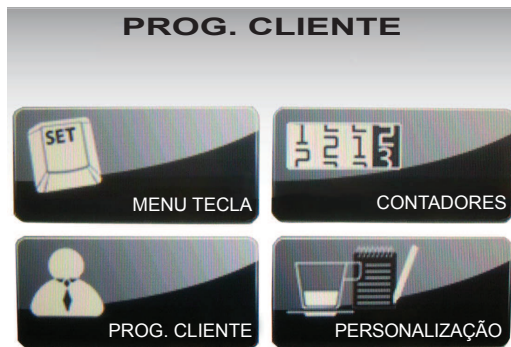 PROG. CLIENTE
SET
MENU TECLA
CONTADORES
PROG. CLIENTE
PERSONALIZAÇÃO